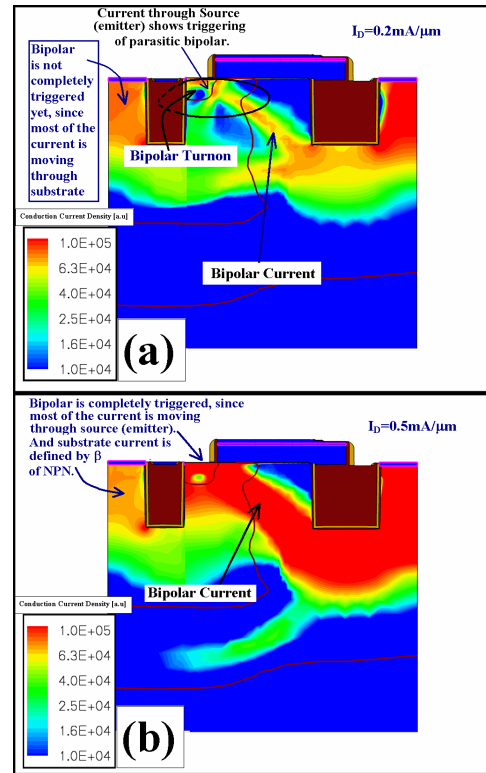 Current through Source
(emitter) shows triggering
of parasitic bipolar.
I_D=0.2mA/μm
Bipolar
is not
completely
triggered
yet, since
most of the
current is
moving
through
substrate
Bipolar Turnon
Conduction Current Density [a.u]
1.0E+05
6.3E+04
4.0E+04
2.5E+04
1.6E+04
1.0E+04
Bipolar Current
(a)
Bipolar is completely triggered, since
most of the current is moving
through source (emitter).
And substrate current is
defined by β
of NPN.
I_D=0.5mA/μm
Bipolar Current
Conduction Current Density [a.u]
1.0E+05
6.3E+04
4.0E+04
2.5E+04
1.6E+04
1.0E+04
(b)